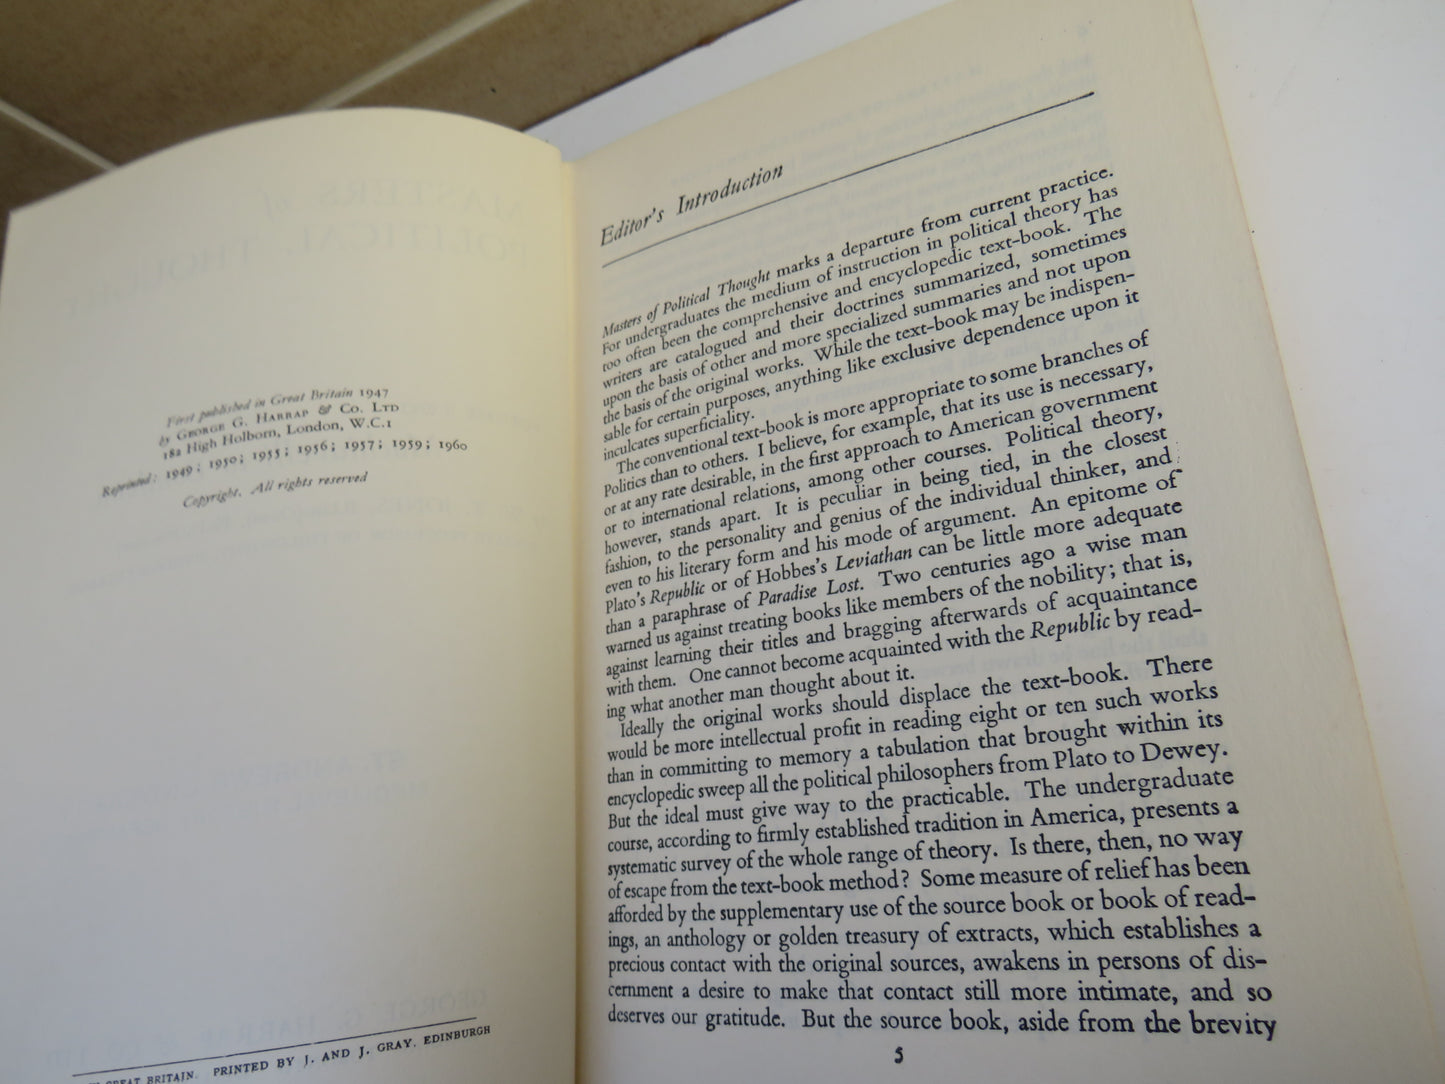 First published in Great Britain 1947
by GEORGE G. HARRAP & CO. LTD
182 High Holborn, London, W.C.1
Reprinted: 1949; 1950; 1955; 1956; 1957; 1959; 1960
Copyright. All rights reserved
GREAT BRITAIN. PRINTED BY J. AND J. GRAY, EDINBURGH
Editor's Introduction
Masters of Political Thought marks a departure from current practice.
For undergraduates the medium of instruction in political theory has
too often been the comprehensive and encyclopedic text-book. The
writers are catalogued and their doctrines summarized, sometimes
upon the basis of other and more specialized summaries and not upon
the basis of the original works. While the text-book may be indispen-
sable for certain purposes, anything like exclusive dependence upon it
inculcates superficiality.
The conventional text-book is more appropriate to some branches of
Politics than to others. I believe, for example, that its use is necessary,
or at any rate desirable, in the first approach to American government
or to international relations, among other courses. Political theory,
however, stands apart. It is peculiar in being tied, in the closest
fashion, to the personality and genius of the individual thinker, and
even to his literary form and his mode of argument. An epitome of
Plato's Republic or of Hobbes's Leviathan can be little more adequate
than a paraphrase of Paradise Lost. Two centuries ago a wise man
warned us against treating books like members of the nobility; that is,
against learning their titles and bragging afterwards of acquaintance
with them. One cannot become acquainted with the Republic by read-
ing what another man thought about it.
Ideally the original works should displace the text-book. There
would be more intellectual profit in reading eight or ten such works
than in committing to memory a tabulation that brought within its
encyclopedic sweep all the political philosophers from Plato to Dewey.
But the ideal must give way to the practicable. The undergraduate
course, according to firmly established tradition in America, presents a
systematic survey of the whole range of theory. Is there, then, no way
of escape from the text-book method? Some measure of relief has been
afforded by the supplementary use of the source book or book of read-
ings, an anthology or golden treasury of extracts, which establishes a
precious contact with the original sources, awakens in persons of dis-
cernment a desire to make that contact still more intimate, and so
deserves our gratitude. But the source book, aside from the brevity
5